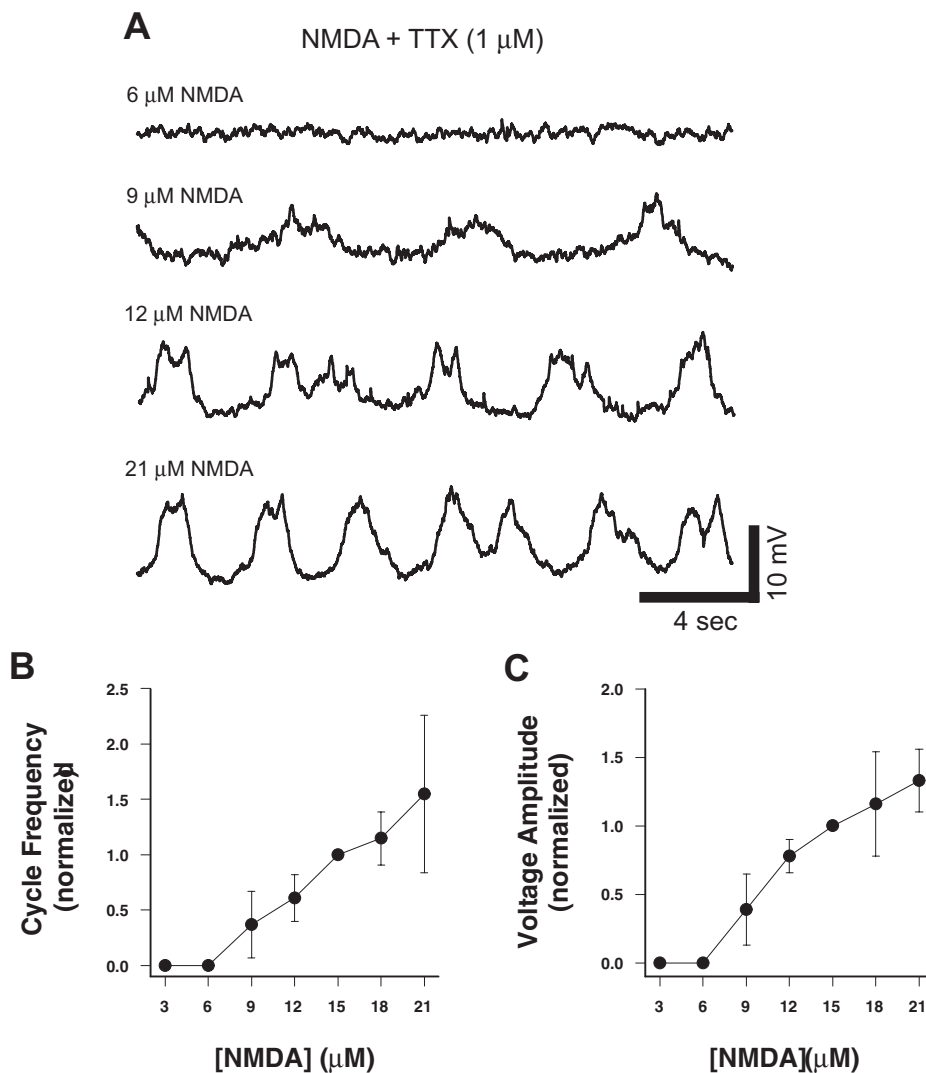 A
NMDA + TTX (1 μM)
6 μM NMDA
9 μM NMDA
12 μM NMDA
21 μM NMDA
10 mV
4 sec
B
Cycle Frequency
(normalized)
2.5
2.0
1.5
1.0
0.5
0.0
3 6 9 12 15 18 21
[NMDA] (μM)
C
Voltage Amplitude
(normalized)
2.0
1.5
1.0
0.5
0.0
3 6 9 12 15 18 21
[NMDA](μM)